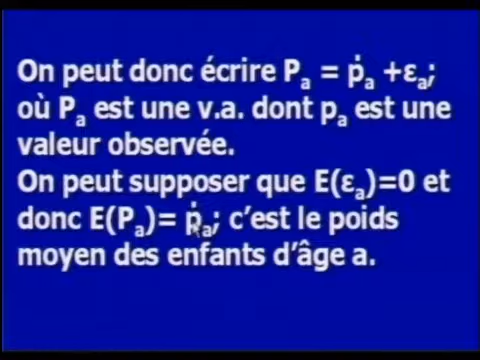 On peut donc écrire Pₐ = ṗₐ +εₐ;
où Pₐ est une v.a. dont pₐ est une
valeur observée.
On peut supposer que E(εₐ)=0 et
donc E(Pₐ)= ṗₐ; c’est le poids
moyen des enfants d’âge a.